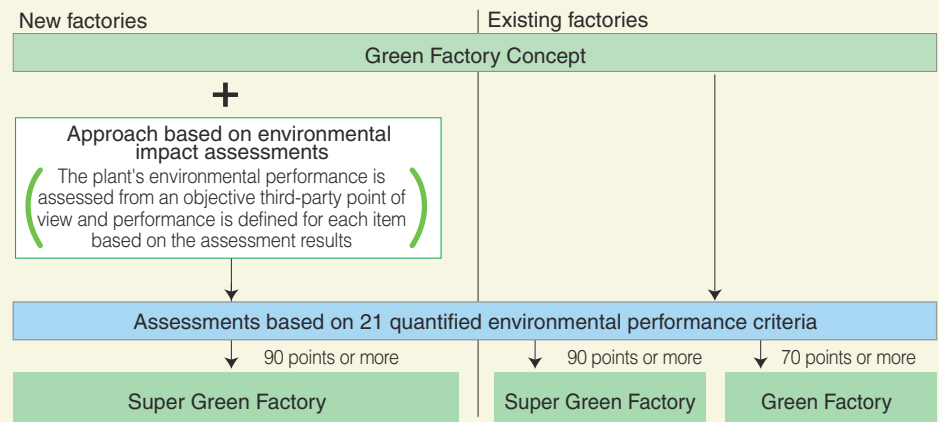 New factories
Existing factories
Green Factory Concept
+
Approach based on environmental
impact assessments
The plant's environmental performance is
assessed from an objective third-party point of
view and performance is defined for each item
based on the assessment results
Assessments based on 21 quantified environmental performance criteria
90 points or more
90 points or more
70 points or more
Super Green Factory
Super Green Factory
Green Factory